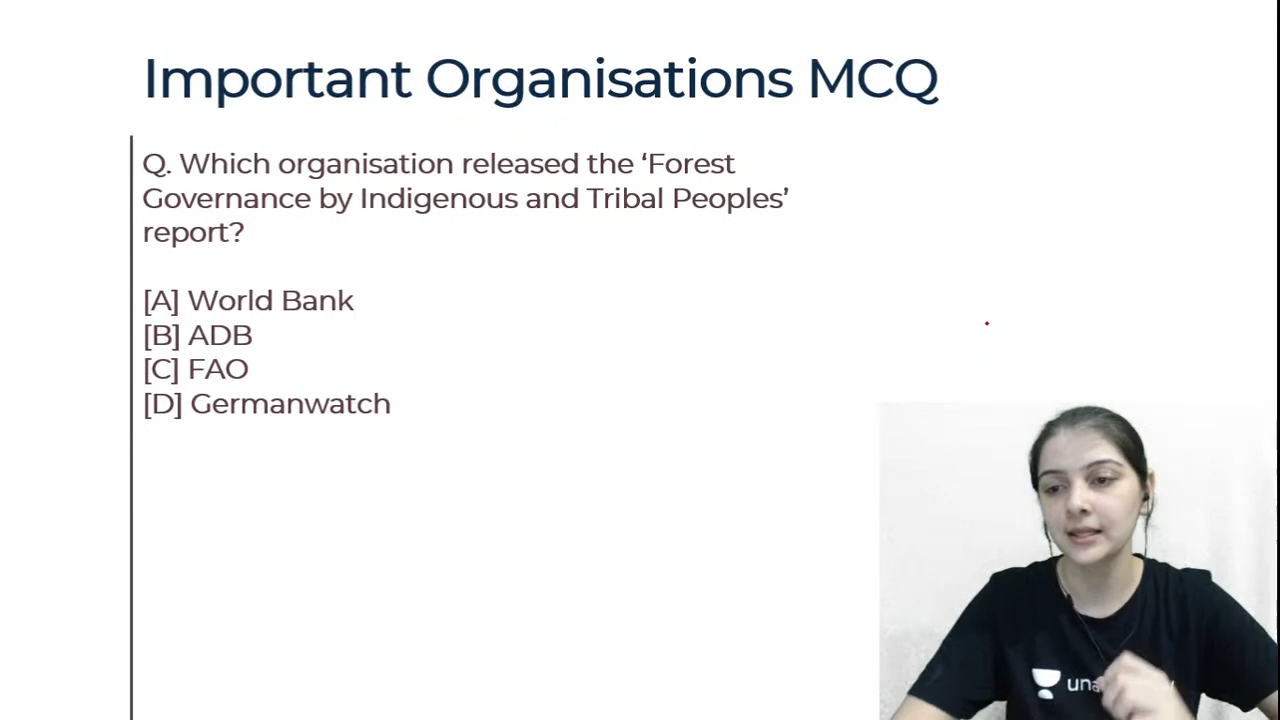 Important Organisations MCQ
Q. Which organisation released the ‘Forest
Governance by Indigenous and Tribal Peoples’
report?
[A] World Bank
[B] ADB
[C] FAO
[D] Germanwatch